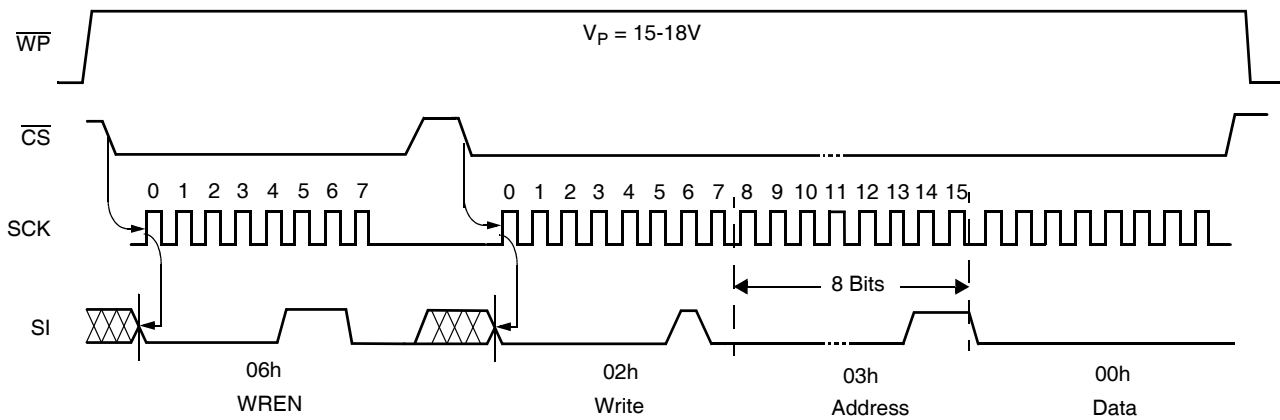 WP
V_P = 15-18V
CS
0 1 2 3 4 5 6 7
0 1 2 3 4 5 6 7 8 9 10 11 12 13 14 15
SCK
8 Bits
SI
06h 02h 03h 00h
WREN Write Address Data